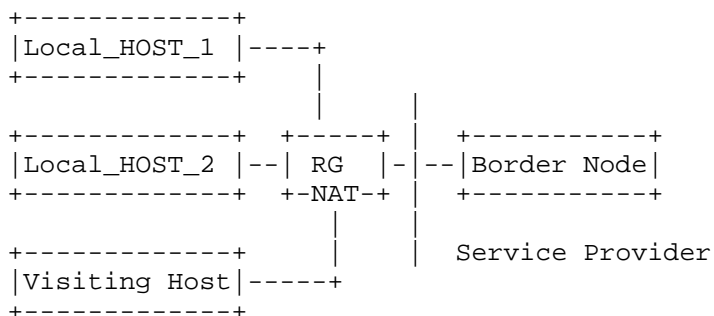 +-------------+
|Local_HOST_1 |----+
+-------------+    |
                   |     |
+-------------+  +-----+ |  +-----------+
|Local_HOST_2 |--| RG  |-|--|Border Node|
+-------------+  +-NAT-+ |  +-----------+
                    |    |
+-------------+     |    |  Service Provider
|Visiting Host|-----+
+-------------+